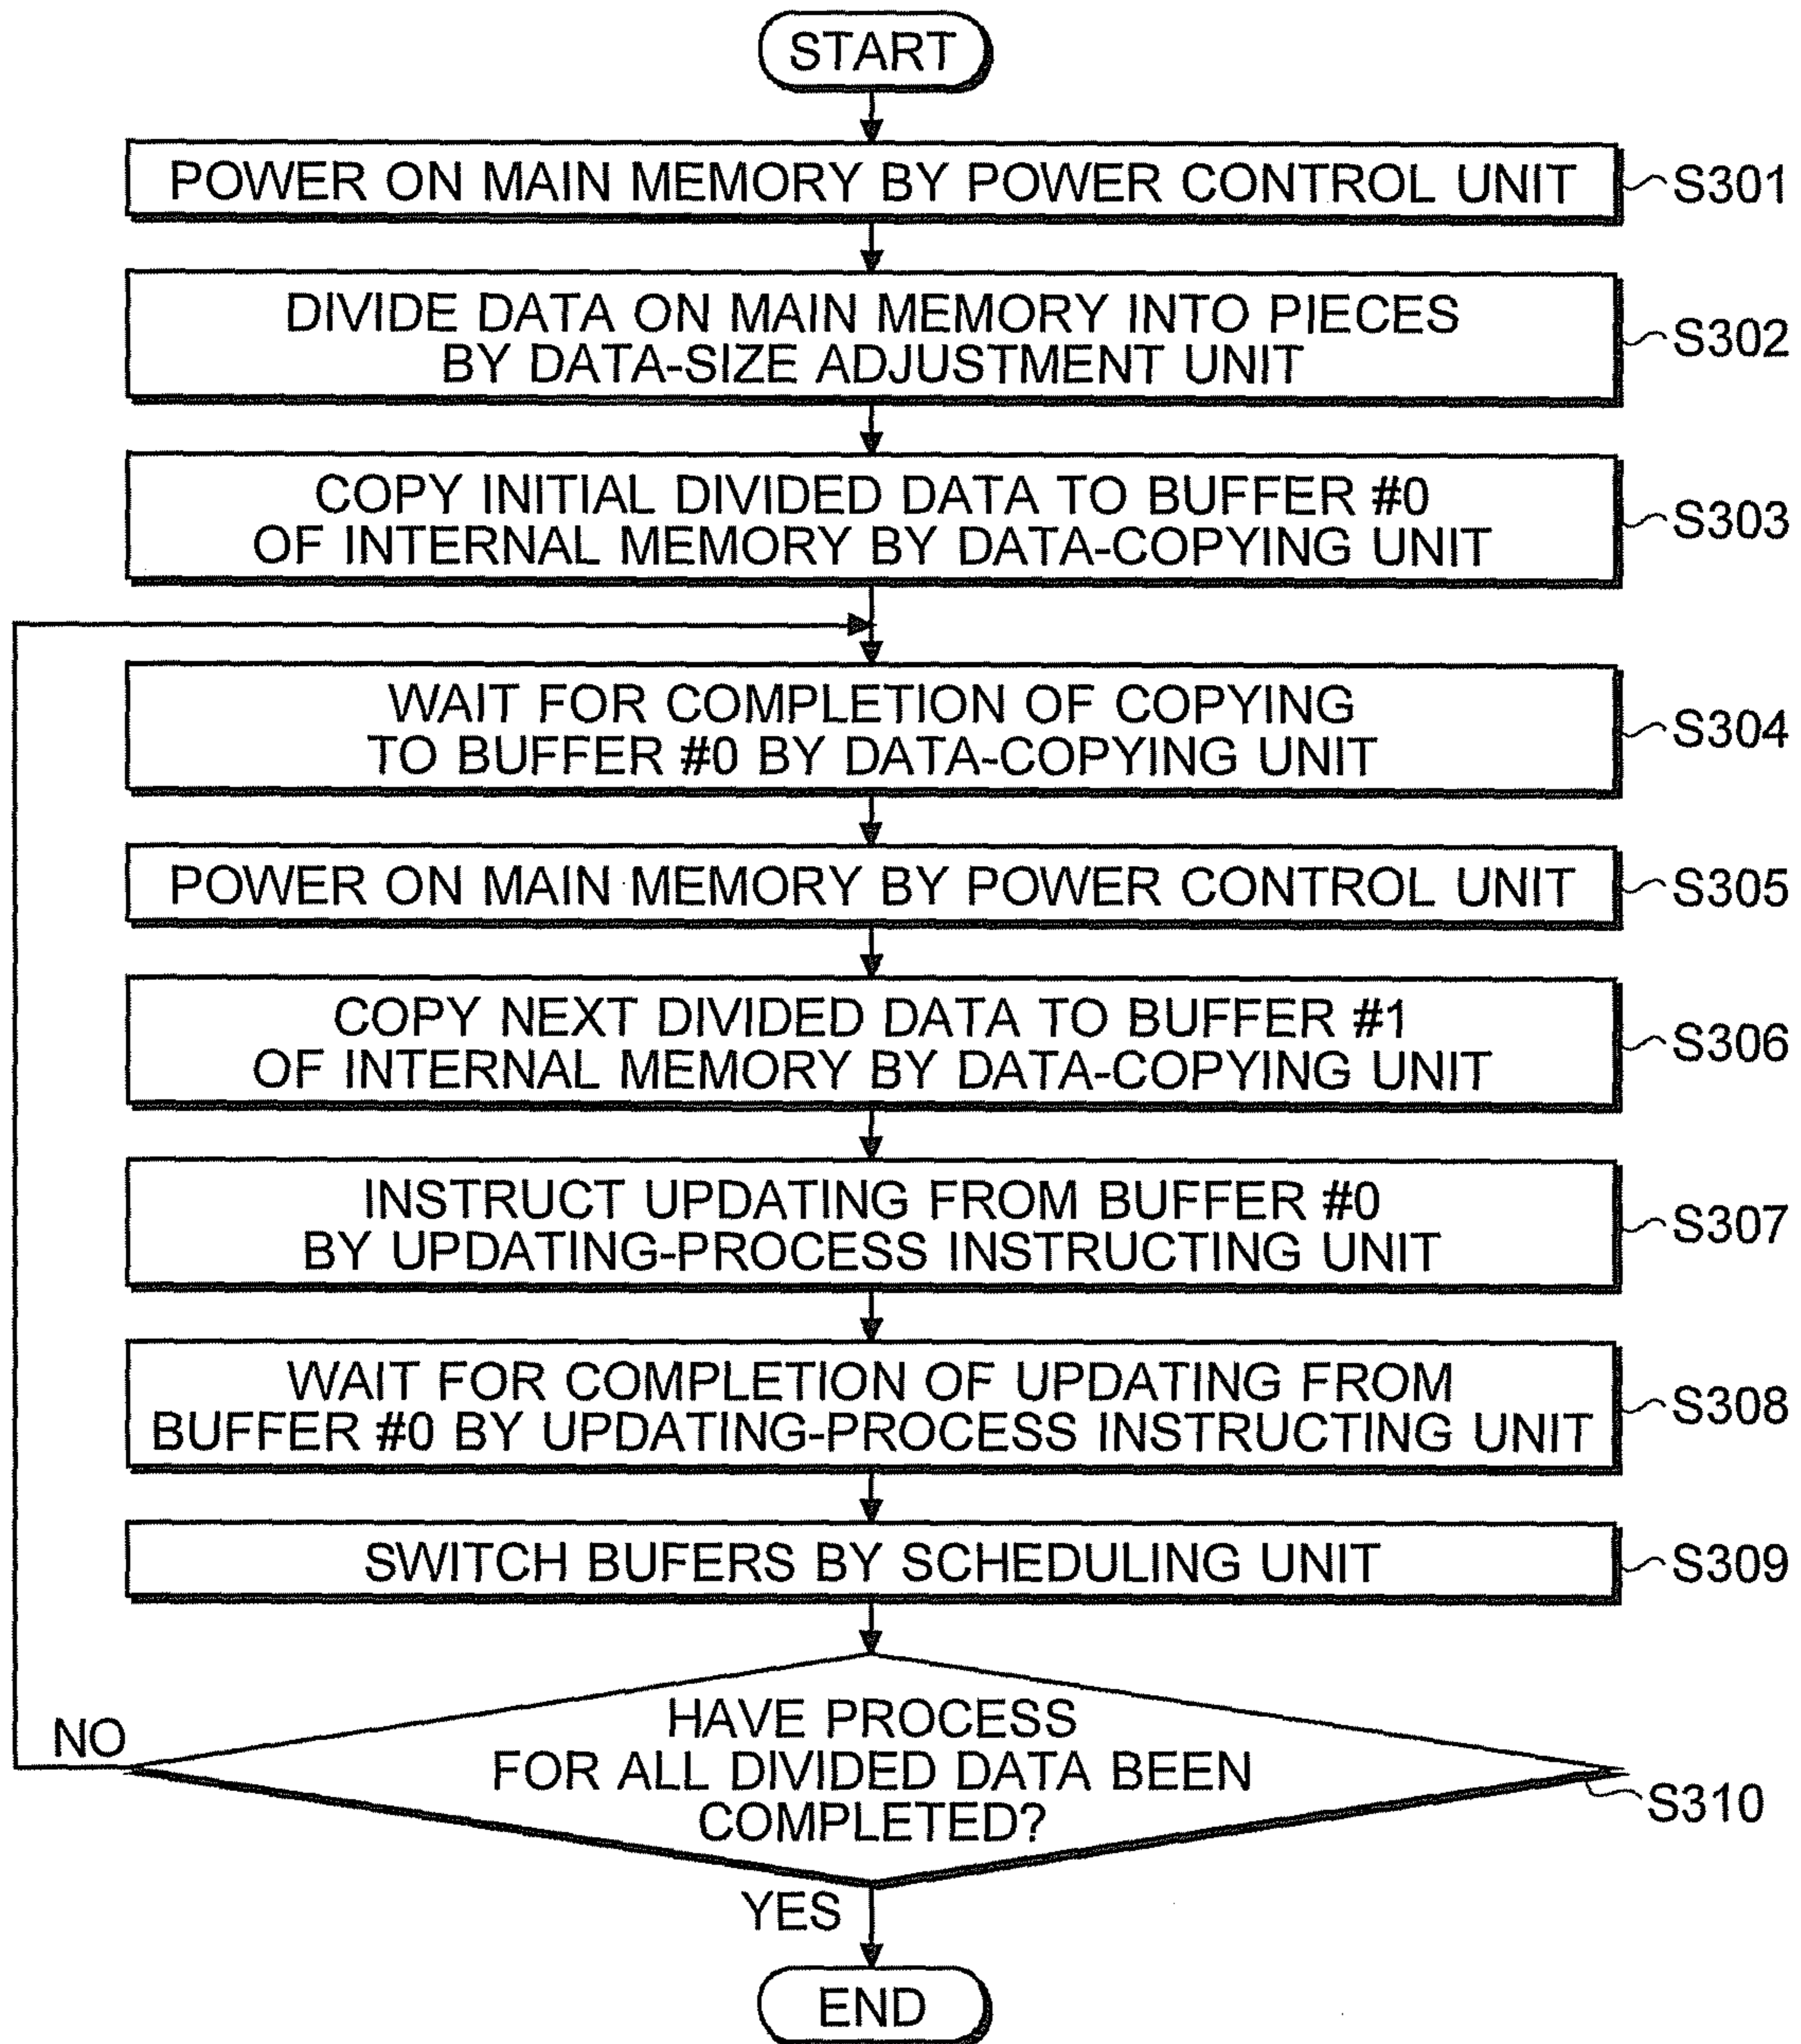 START
POWER ON MAIN MEMORY BY POWER CONTROL UNIT
S301
DIVIDE DATA ON MAIN MEMORY INTO PIECES
BY DATA-SIZE ADJUSTMENT UNIT
S302
COPY INITIAL DIVIDED DATA TO BUFFER #0
OF INTERNAL MEMORY BY DATA-COPYING UNIT
S303
WAIT FOR COMPLETION OF COPYING
TO BUFFER #0 BY DATA-COPYING UNIT
S304
POWER ON MAIN MEMORY BY POWER CONTROL UNIT
S305
COPY NEXT DIVIDED DATA TO BUFFER #1
OF INTERNAL MEMORY BY DATA-COPYING UNIT
S306
INSTRUCT UPDATING FROM BUFFER #0
BY UPDATING-PROCESS INSTRUCTING UNIT
S307
WAIT FOR COMPLETION OF UPDATING FROM
BUFFER #0 BY UPDATING-PROCESS INSTRUCTING UNIT
S308
SWITCH BUFERS BY SCHEDULING UNIT
S309
NO
HAVE PROCESS
FOR ALL DIVIDED DATA BEEN
COMPLETED?
S310
YES
END